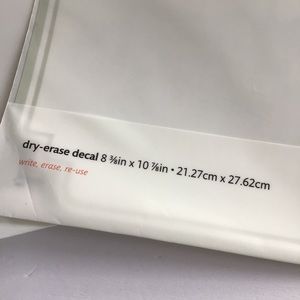 dry-erase decal 8 ⅜in x 10 ⅞in • 21.27cm x 27.62cm
write, erase, re-use